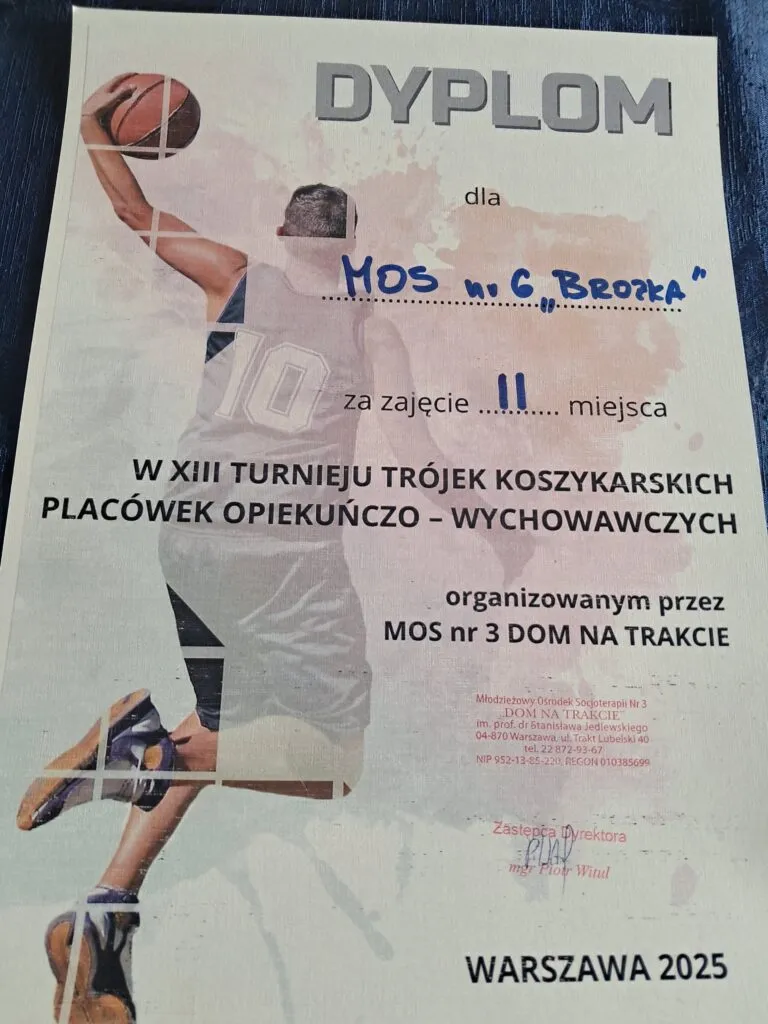 DYPLOM
dla
MOS nr 6 „BROŻKA”
za zajęcie ....II.... miejsca
W XIII TURNIEJU TRÓJEK KOSZYKARSKICH
PLACÓWEK OPIEKUŃCZO – WYCHOWAWCZYCH
organizowanym przez
MOS nr 3 DOM NA TRAKCIE
Młodzieżowy Ośrodek Socjoterapii Nr 3
„DOM NA TRAKCIE”
im. prof. dr Stanisława Jedlewskiego
04-870 Warszawa, ul. Trakt Lubelski 40
tel. 22 872-93-67
NIP 952-13-85-220, REGON 010385699
Zastępca Dyrektora
mgr Piotr Witul
WARSZAWA 2025
10